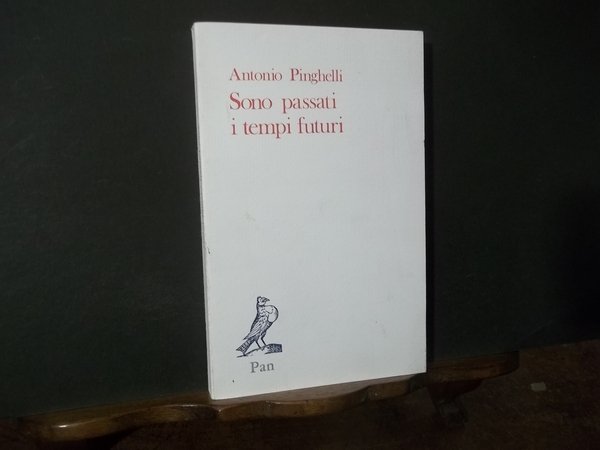 Antonio Pinghelli
Sono passati
i tempi futuri
Pan